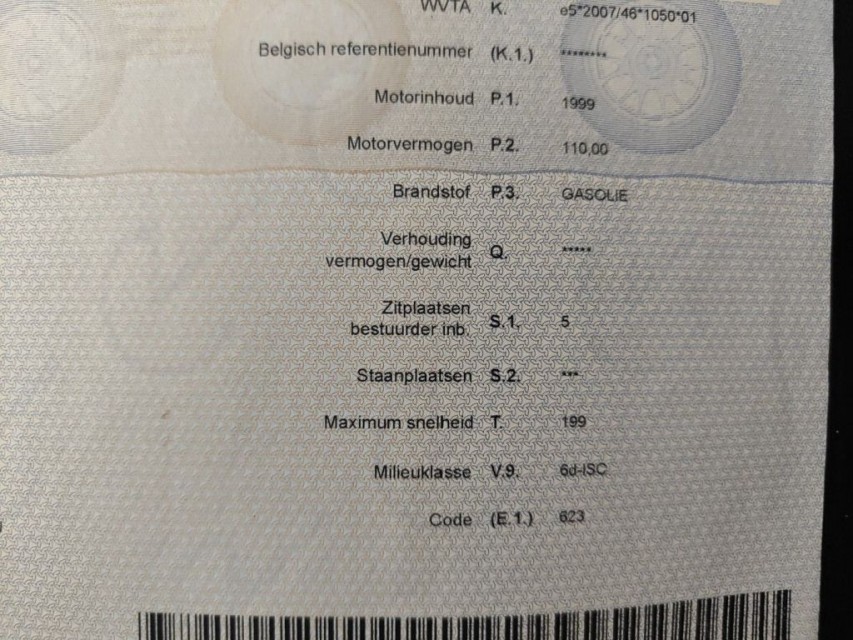 WVTA K. e5*2007/46*1050*01
Belgisch referentienummer (K.1.) ********
Motorinhoud P.1. 1999
Motorvermogen P.2. 110,00
Brandstof P.3. GASOLIE
Verhouding
vermogen/gewicht Q. *****
Zitplaatsen
bestuurder inb. S.1. 5
Staanplaatsen S.2. ***
Maximum snelheid T. 199
Milieuklasse V.9. 6d-ISC
Code (E.1.) 623